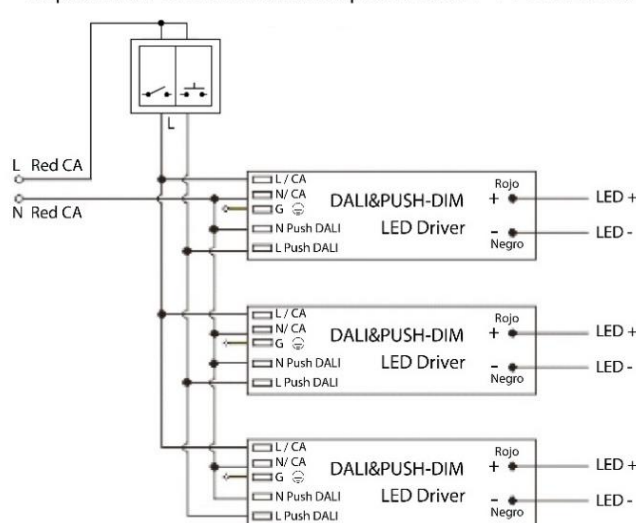 L
L Red CA
N Red CA
L / CA
N/ CA
G
N Push DALI
L Push DALI
DALI&PUSH-DIM
LED Driver
Rojo
+
-
Negro
LED +
LED -
L / CA
N/ CA
G
N Push DALI
L Push DALI
DALI&PUSH-DIM
LED Driver
Rojo
+
-
Negro
LED +
LED -
L / CA
N/ CA
G
N Push DALI
L Push DALI
DALI&PUSH-DIM
LED Driver
Rojo
+
-
Negro
LED +
LED -